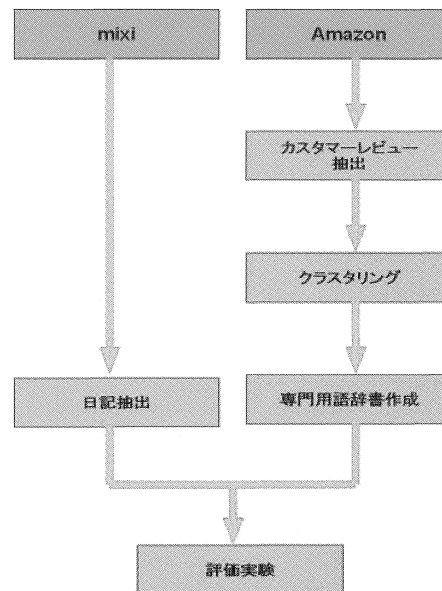 mixi
Amazon
カスタマーレビュー
抽出
クラスタリング
日記抽出
専門用語辞書作成
評価実験